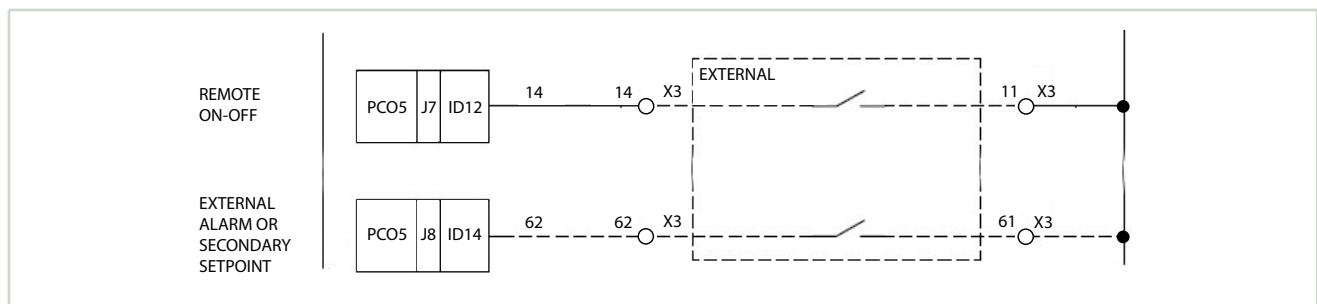 REMOTE
ON-OFF
PCO5 J7 ID12
14
14 X3
EXTERNAL
11 X3
EXTERNAL
ALARM OR
SECONDARY
SETPOINT
PCO5 J8 ID14
62
62 X3
61 X3